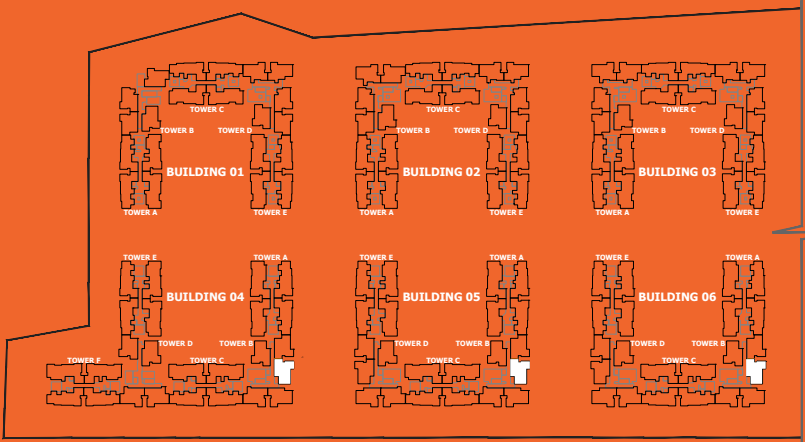 TOWER C TOWER C TOWER C
TOWER B TOWER D TOWER B TOWER D TOWER B TOWER D
BUILDING 01 BUILDING 02 BUILDING 03
TOWER A TOWER E TOWER A TOWER E TOWER A TOWER E
TOWER E TOWER A TOWER E TOWER A TOWER E TOWER A
BUILDING 04 BUILDING 05 BUILDING 06
TOWER D TOWER B TOWER D TOWER B TOWER D TOWER B
TOWER F TOWER C TOWER C TOWER C